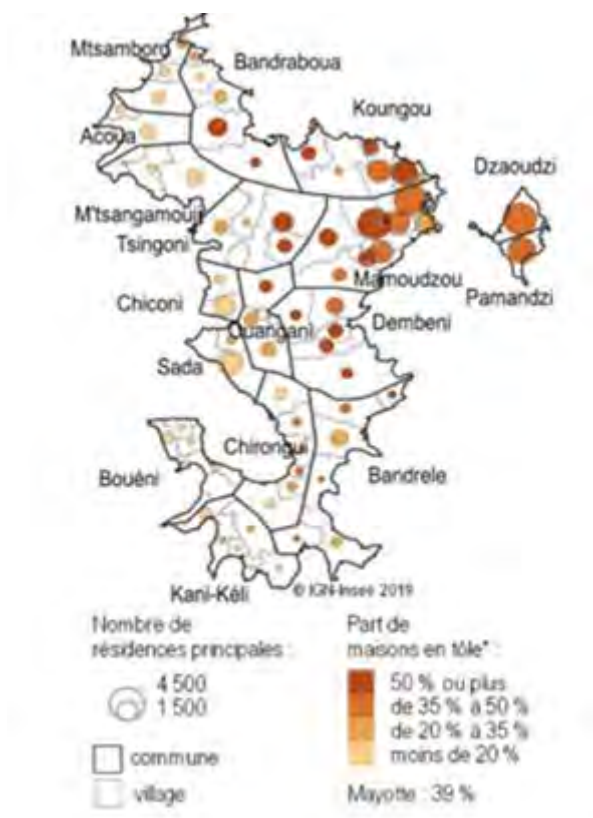 Mtsamboro
Bandraboua
Koungou
Acoua
Dzaoudzi
M'tsangamouji
Tsingoni
Mamoudzou
Pamandzi
Chiconi
Ouangani
Dembeni
Sada
Chirongui
Bouéni
Bandrele
© IGN-Insee 2019
Kani-Kéli
Nombre de
résidences principales :
4 500
1 500
commune
village
Part de
maisons en tôle* :
50 % ou plus
de 35 % à 50 %
de 20 % à 35 %
moins de 20 %
Mayotte : 39 %